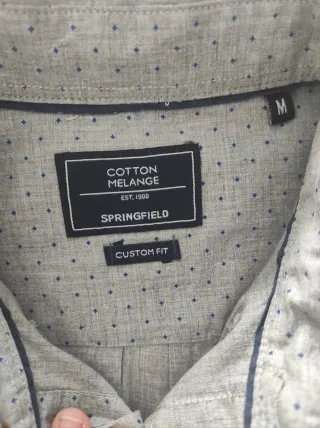 M
COTTON
MELANGE
EST. 1988
SPRINGFIELD
CUSTOM FIT